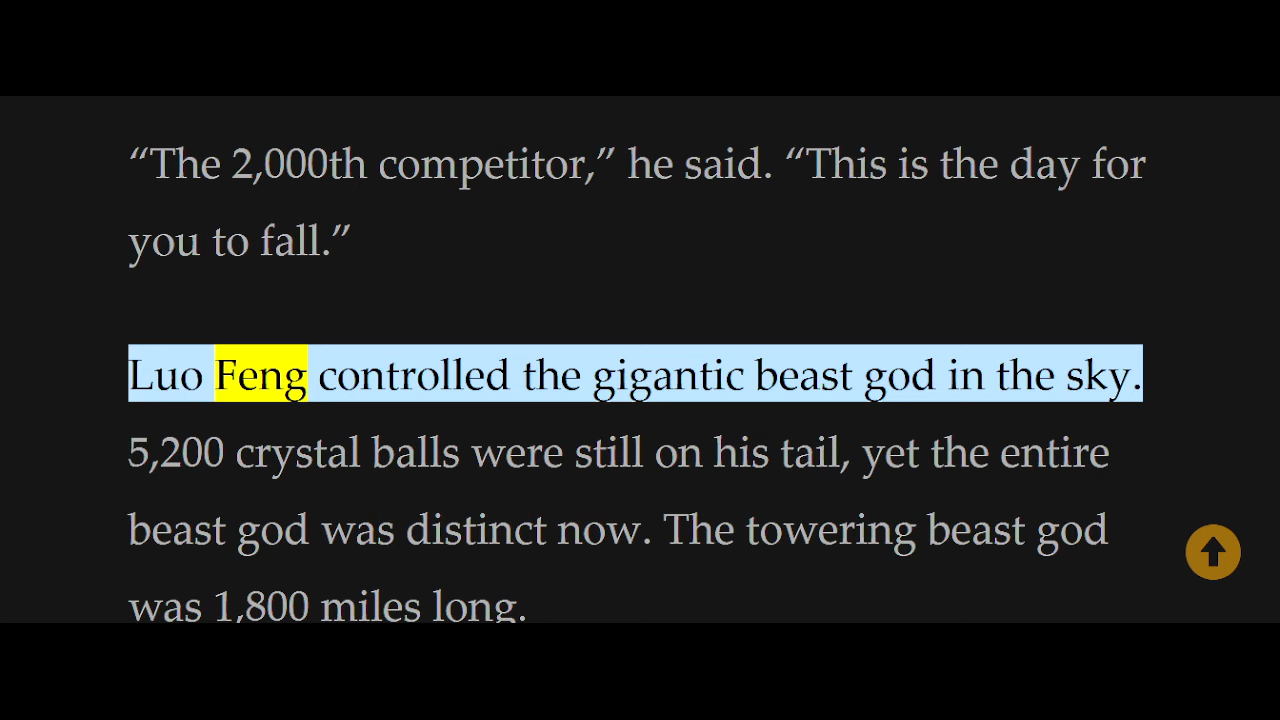 “The 2,000th competitor,” he said. “This is the day for
you to fall.”
Luo Feng controlled the gigantic beast god in the sky.
5,200 crystal balls were still on his tail, yet the entire
beast god was distinct now. The towering beast god
was 1,800 miles long.